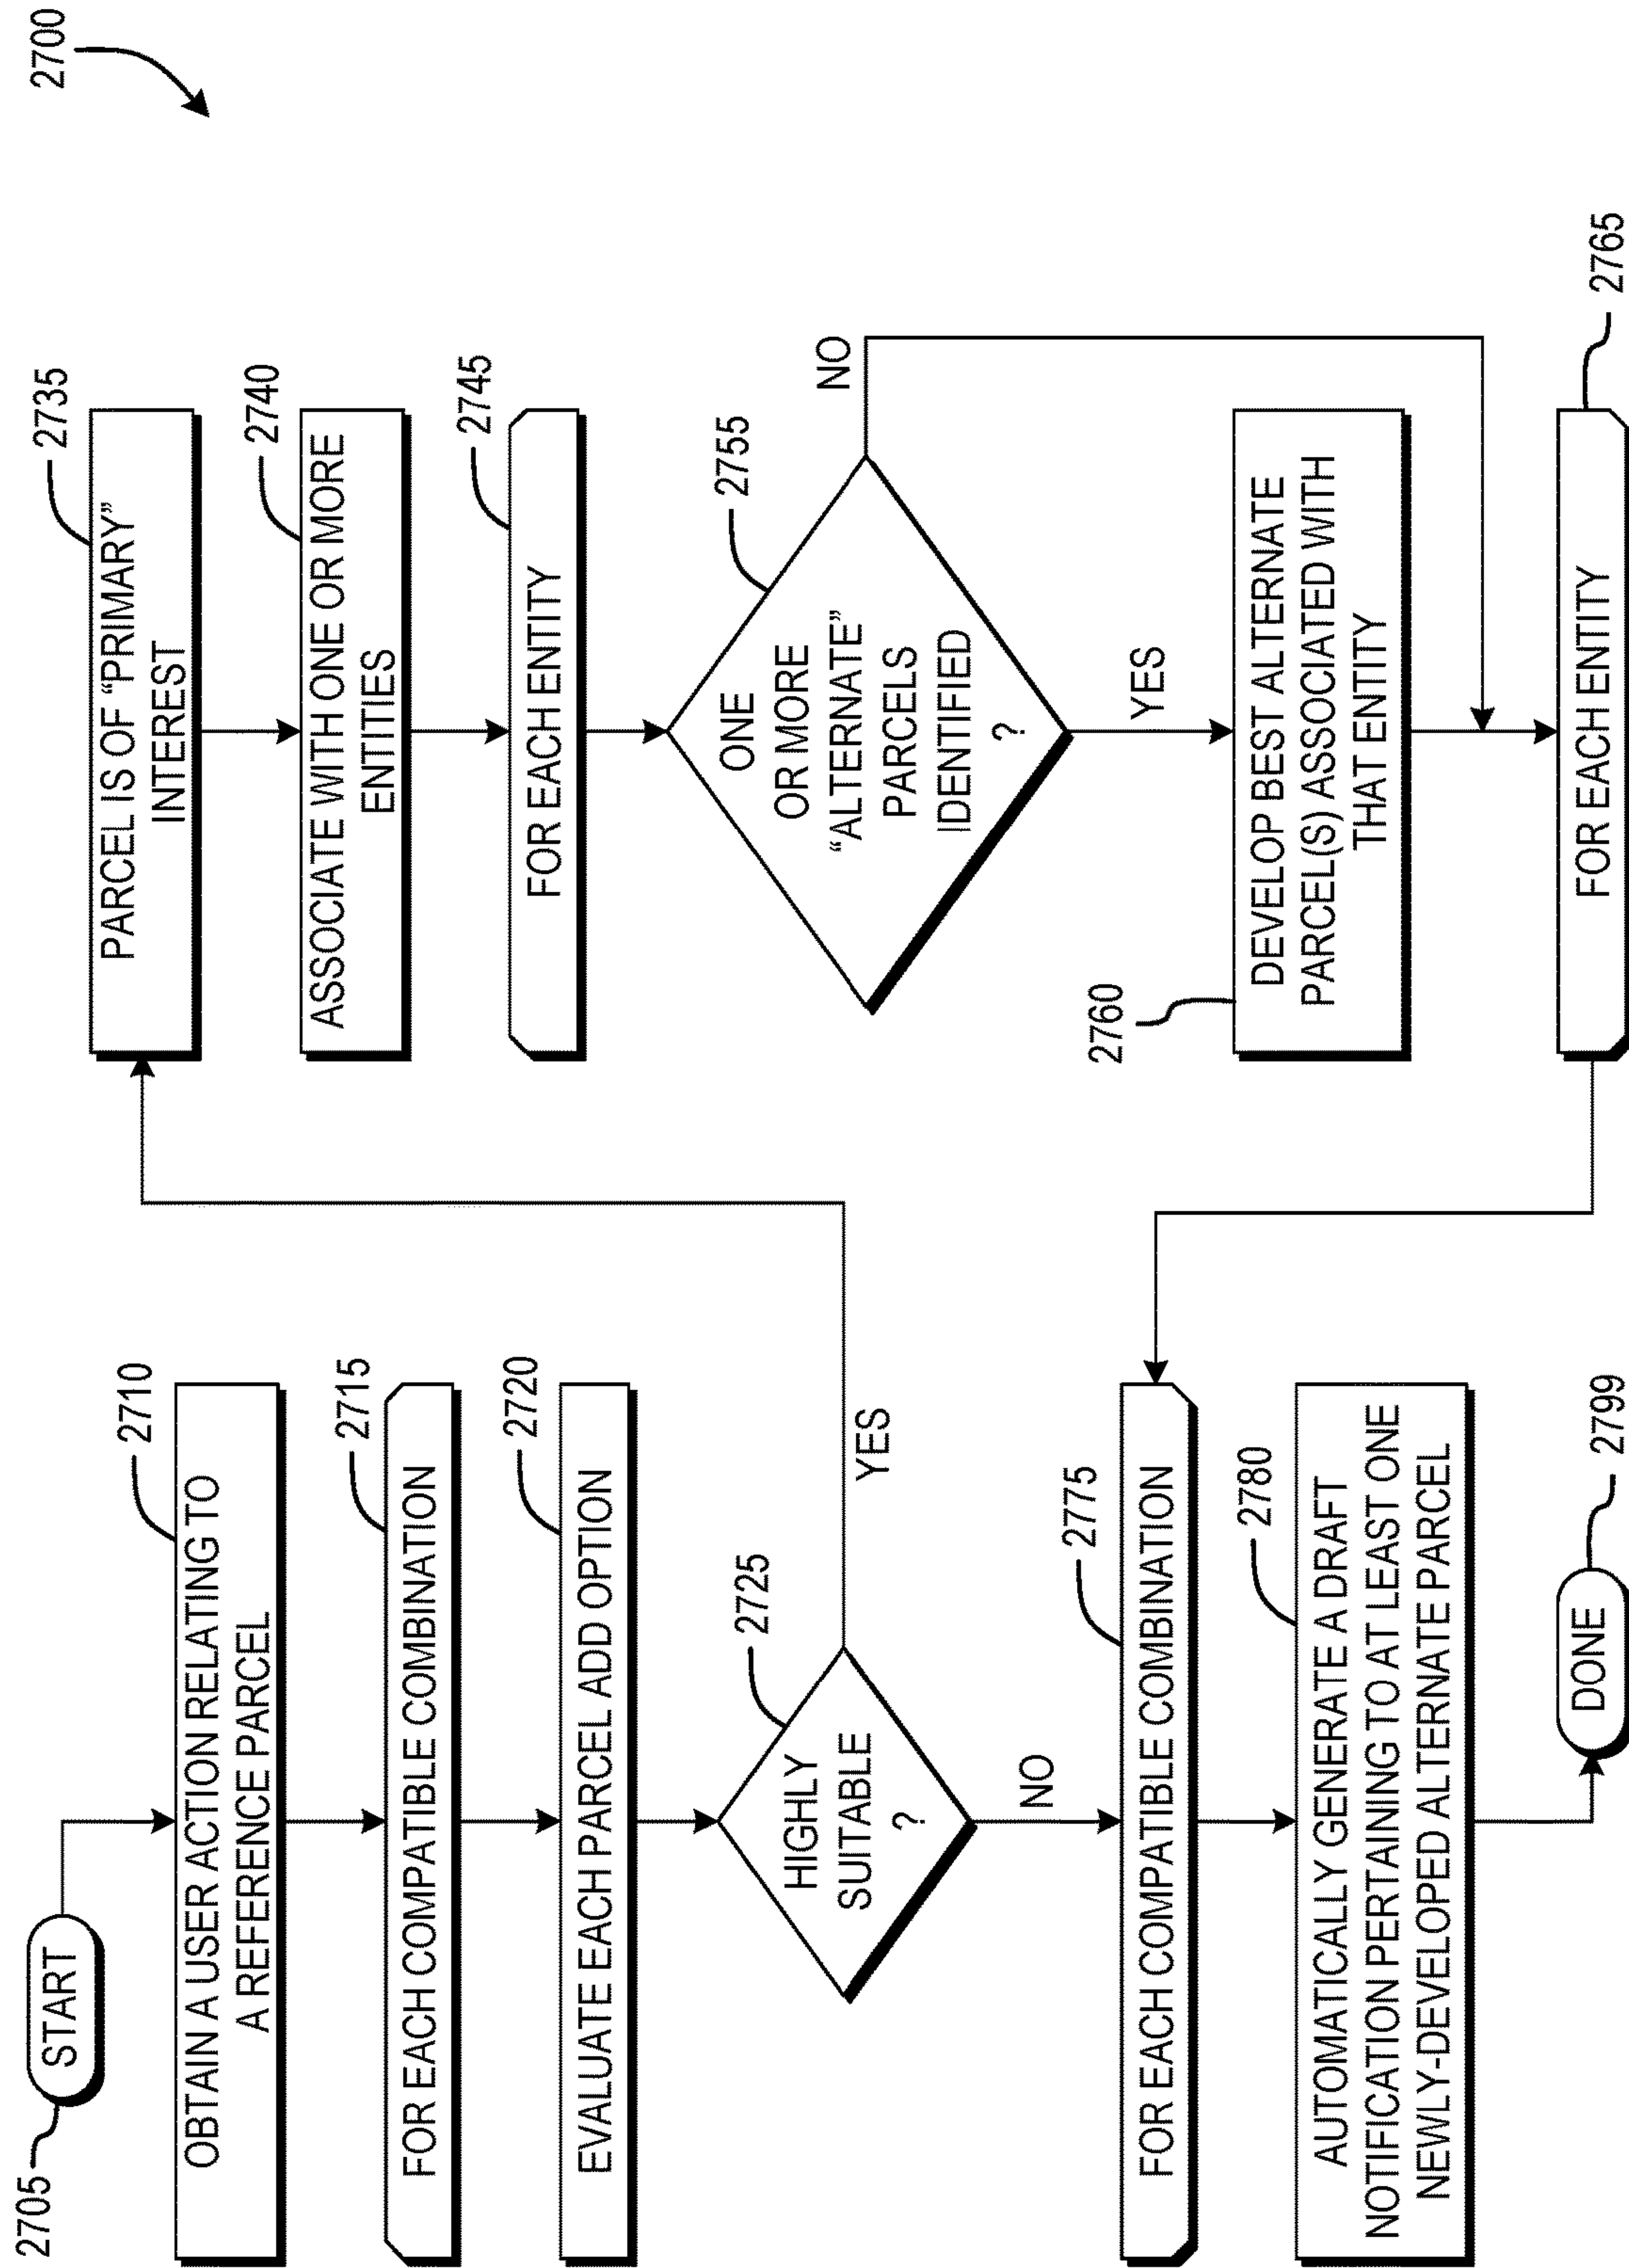 2700
2705
START
2710
OBTAIN A USER ACTION RELATING TO
A REFERENCE PARCEL
2715
FOR EACH COMPATIBLE COMBINATION
2720
EVALUATE EACH PARCEL ADD OPTION
2725
HIGHLY
SUITABLE
?
YES
NO
2735
PARCEL IS OF “PRIMARY”
INTEREST
2740
ASSOCIATE WITH ONE OR MORE
ENTITIES
2745
FOR EACH ENTITY
2755
ONE
OR MORE
“ALTERNATE”
PARCELS
IDENTIFIED
?
NO
YES
2760
DEVELOP BEST ALTERNATE
PARCEL(S) ASSOCIATED WITH
THAT ENTITY
2765
FOR EACH ENTITY
2775
FOR EACH COMPATIBLE COMBINATION
2780
AUTOMATICALLY GENERATE A DRAFT
NOTIFICATION PERTAINING TO AT LEAST ONE
NEWLY-DEVELOPED ALTERNATE PARCEL
2799
DONE